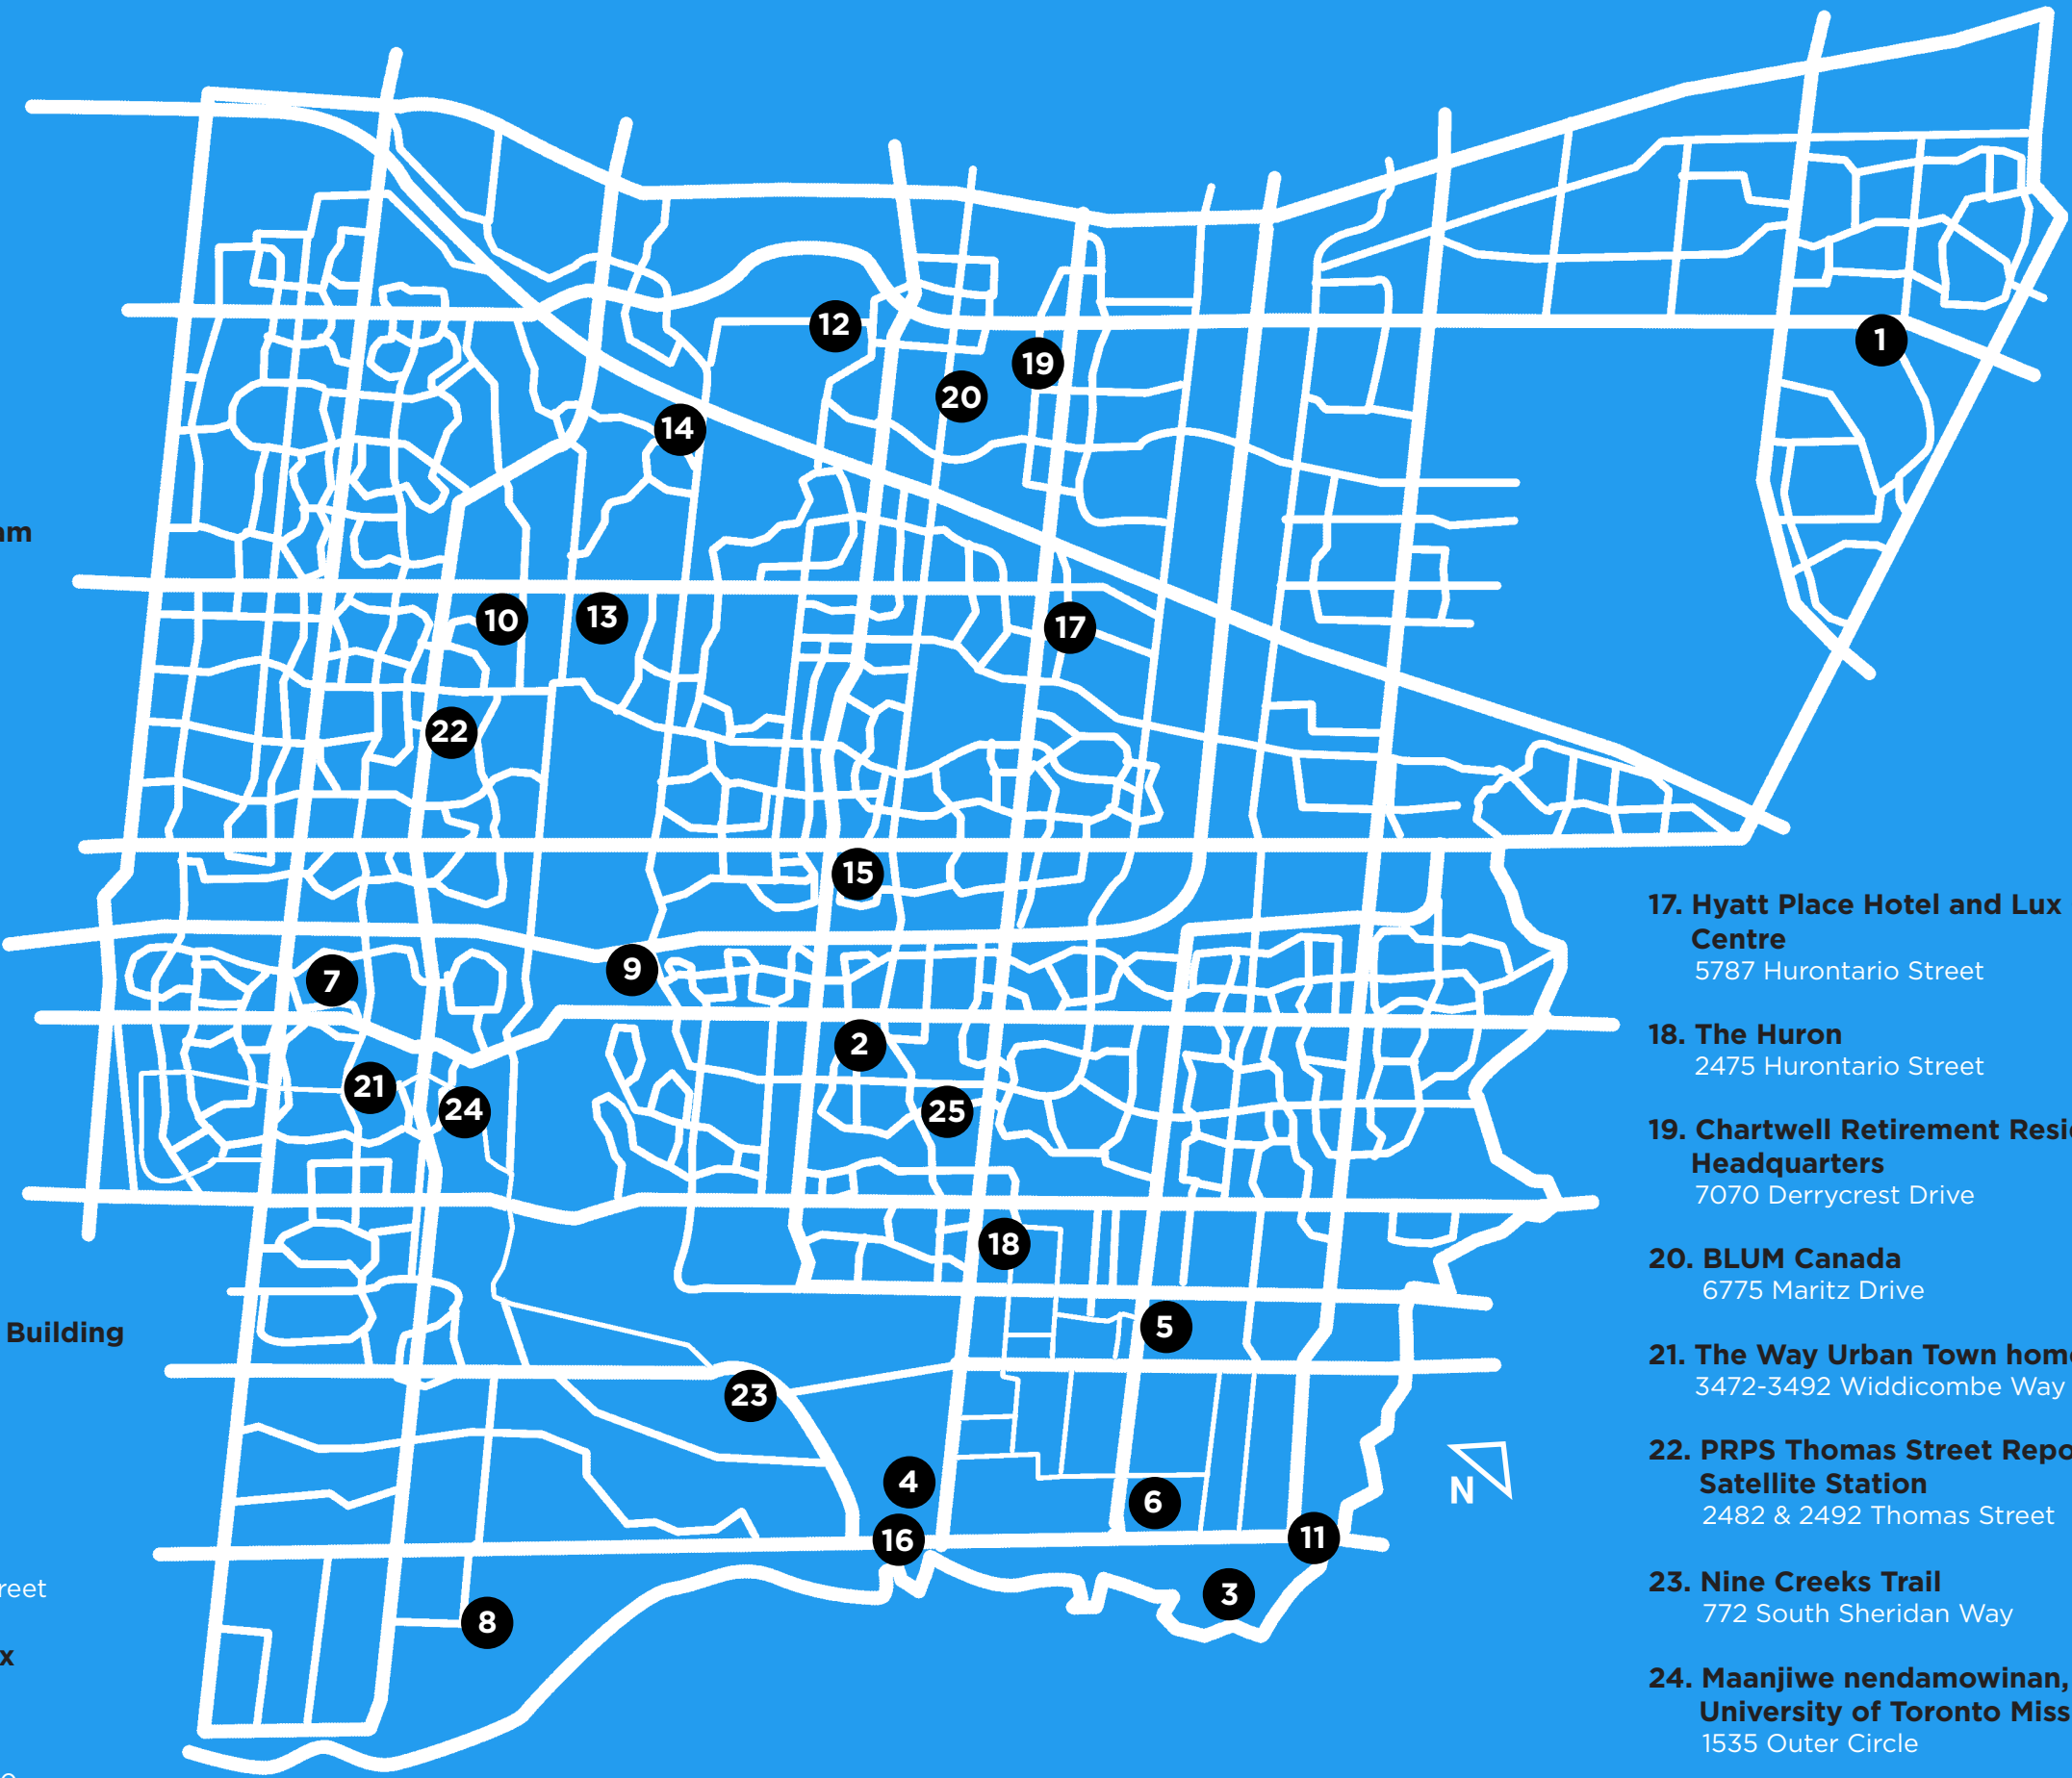 am
Building
reet
x
1
12
19
20
14
10
13
17
22
15
7
9
2
21
24
25
18
5
23
4
6
16
11
3
8
N
17. Hyatt Place Hotel and Lux
Centre
5787 Hurontario Street
18. The Huron
2475 Hurontario Street
19. Chartwell Retirement Resi
Headquarters
7070 Derrycrest Drive
20. BLUM Canada
6775 Maritz Drive
21. The Way Urban Town home
3472-3492 Widdicombe Way
22. PRPS Thomas Street Repo
Satellite Station
2482 & 2492 Thomas Street
23. Nine Creeks Trail
772 South Sheridan Way
24. Maanjiwe nendamowinan,
University of Toronto Miss
1535 Outer Circle